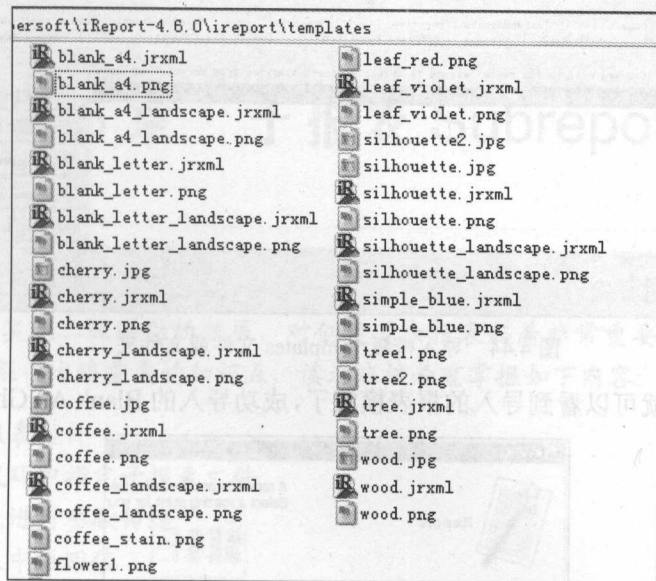 ersoft\iReport-4.6.0\ireport\templates
blank_a4.jrxml
blank_a4.png
blank_a4_landscape.jrxml
blank_a4_landscape.png
blank_letter.jrxml
blank_letter.png
blank_letter_landscape.jrxml
blank_letter_landscape.png
cherry.jpg
cherry.jrxml
cherry.png
cherry_landscape.jrxml
cherry_landscape.png
coffee.jpg
coffee.jrxml
coffee.png
coffee_landscape.jrxml
coffee_landscape.png
coffee_stain.png
flower1.png
leaf_red.png
leaf_violet.jrxml
leaf_violet.png
silhouette2.jpg
silhouette.jpg
silhouette.jrxml
silhouette.png
silhouette_landscape.jrxml
silhouette_landscape.png
simple_blue.jrxml
simple_blue.png
tree1.png
tree2.png
tree.jrxml
tree.png
wood.jpg
wood.jrxml
wood.png